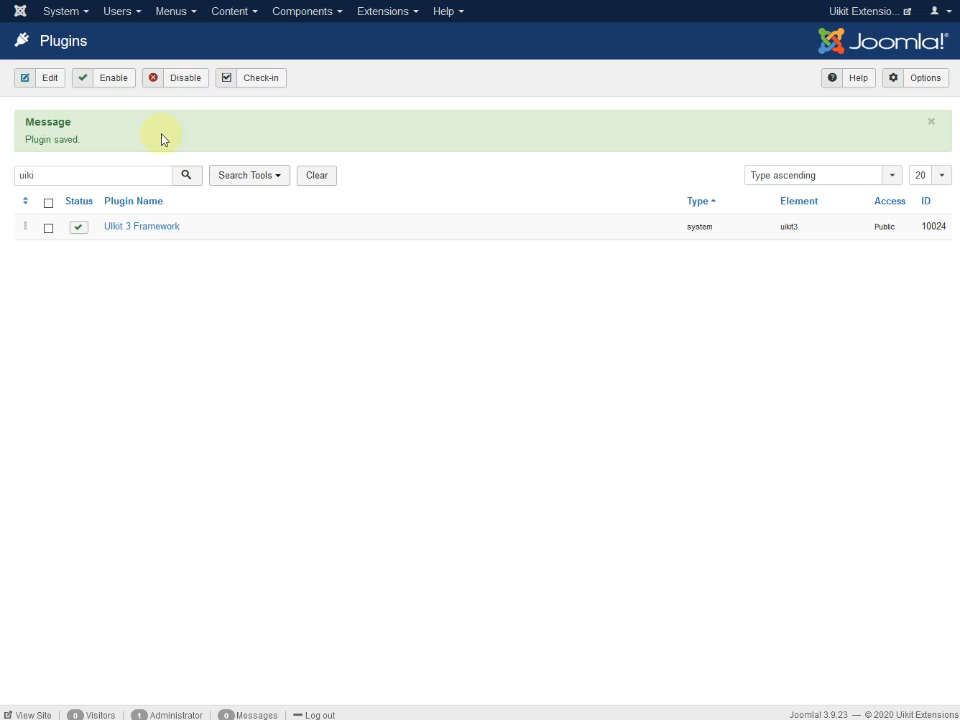 System Users Menus Content Components Extensions Help Uikit Extensio...
Plugins Joomla!®
Edit Enable Disable Check-in Help Options
Message
Plugin saved.
uiki Search Tools Clear Type ascending 20
Status Plugin Name Type Element Access ID
UIkit 3 Framework system uikit3 Public 10024
View Site 0 Visitors 1 Administrator 0 Messages Log out Joomla! 3.9.23 — © 2020 Uikit Extensions